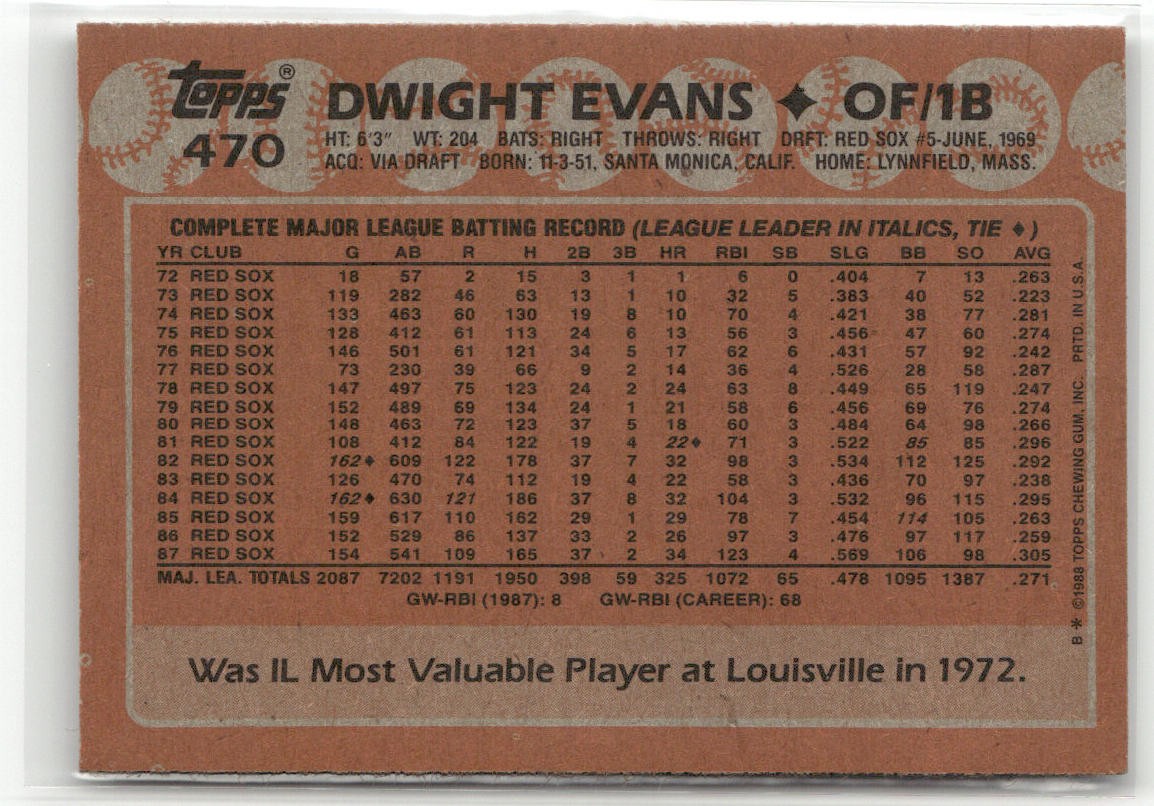 Topps®
470
DWIGHT EVANS ✦ OF/1B
HT: 6'3" WT: 204 BATS: RIGHT THROWS: RIGHT DRFT: RED SOX #5-JUNE, 1969
ACQ: VIA DRAFT BORN: 11-3-51, SANTA MONICA, CALIF. HOME: LYNNFIELD, MASS.
COMPLETE MAJOR LEAGUE BATTING RECORD (LEAGUE LEADER IN ITALICS, TIE ♦)
YR CLUB G AB R H 2B 3B HR RBI SB SLG BB SO AVG
72 RED SOX 18 57 2 15 3 1 1 6 0 .404 7 13 .263
73 RED SOX 119 282 46 63 13 1 10 32 5 .383 40 52 .223
74 RED SOX 133 463 60 130 19 8 10 70 4 .421 38 77 .281
75 RED SOX 128 412 61 113 24 6 13 56 3 .456 47 60 .274
76 RED SOX 146 501 61 121 34 5 17 62 6 .431 57 92 .242
77 RED SOX 73 230 39 66 9 2 14 36 4 .526 28 58 .287
78 RED SOX 147 497 75 123 24 2 24 63 8 .449 65 119 .247
79 RED SOX 152 489 69 134 24 1 21 58 6 .456 69 76 .274
80 RED SOX 148 463 72 123 37 5 18 60 3 .484 64 98 .266
81 RED SOX 108 412 84 122 19 4 22♦ 71 3 .522 85 85 .296
82 RED SOX 162♦ 609 122 178 37 7 32 98 3 .534 112 125 .292
83 RED SOX 126 470 74 112 19 4 22 58 3 .436 70 97 .238
84 RED SOX 162♦ 630 121 186 37 8 32 104 3 .532 96 115 .295
85 RED SOX 159 617 110 162 29 1 29 78 7 .454 114 105 .263
86 RED SOX 152 529 86 137 33 2 26 97 3 .476 97 117 .259
87 RED SOX 154 541 109 165 37 2 34 123 4 .569 106 98 .305
MAJ. LEA. TOTALS 2087 7202 1191 1950 398 59 325 1072 65 .478 1095 1387 .271
GW-RBI (1987): 8 GW-RBI (CAREER): 68
Was IL Most Valuable Player at Louisville in 1972.
B * ©1988 TOPPS CHEWING GUM, INC. PRTD. IN U.S.A.